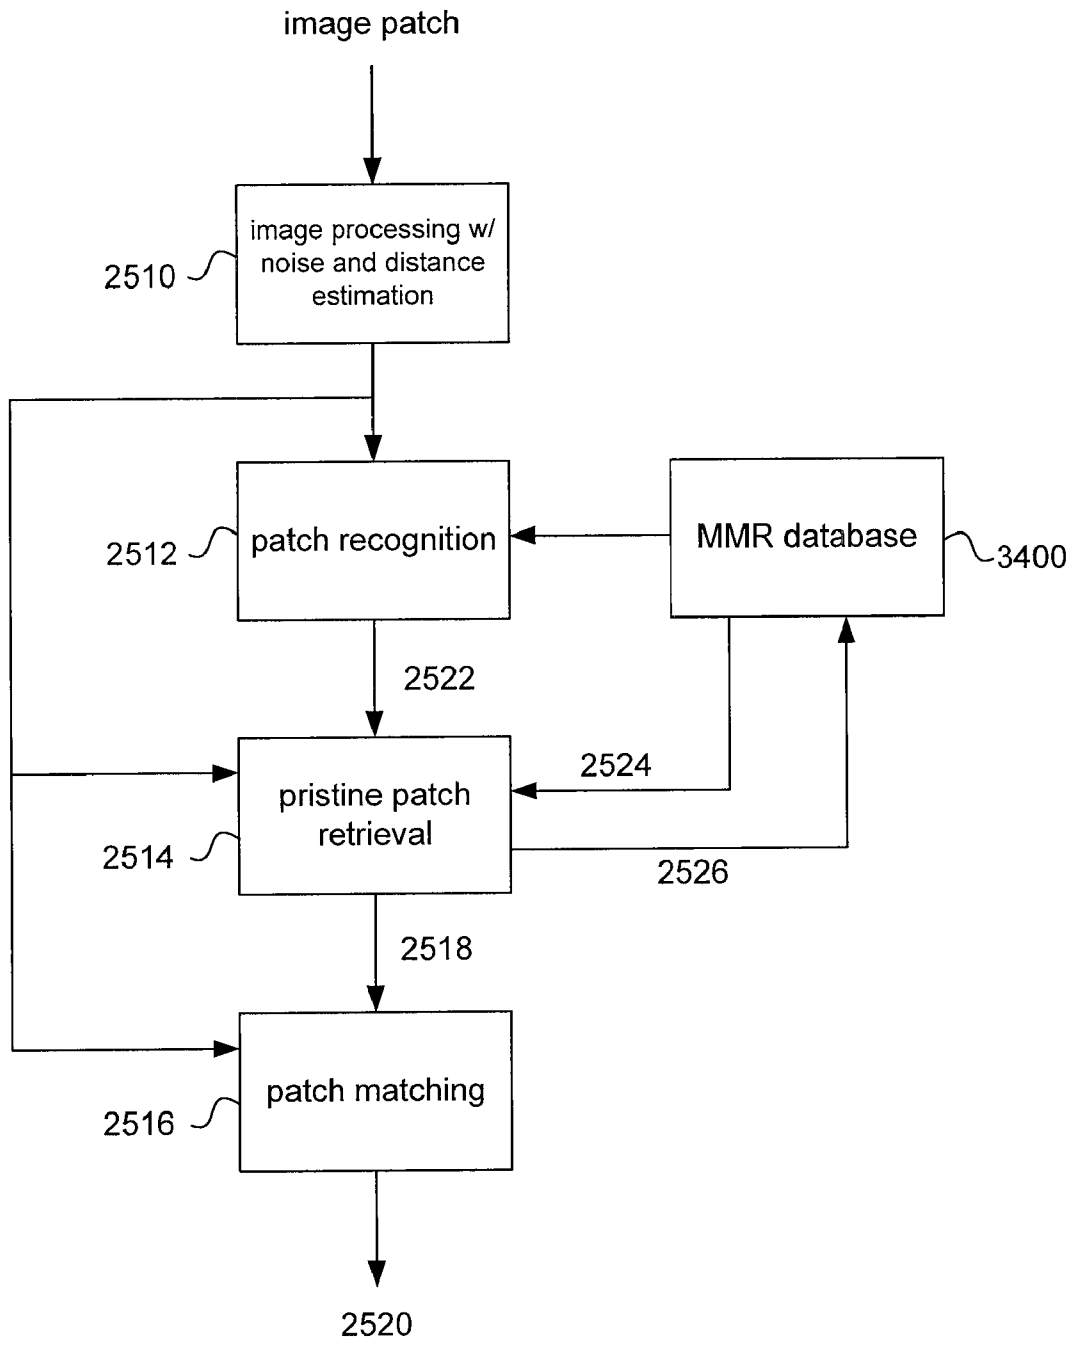 image patch
image processing w/
noise and distance
estimation
2510
patch recognition
2512
MMR database
3400
2522
2524
pristine patch
retrieval
2514
2526
2518
patch matching
2516
2520